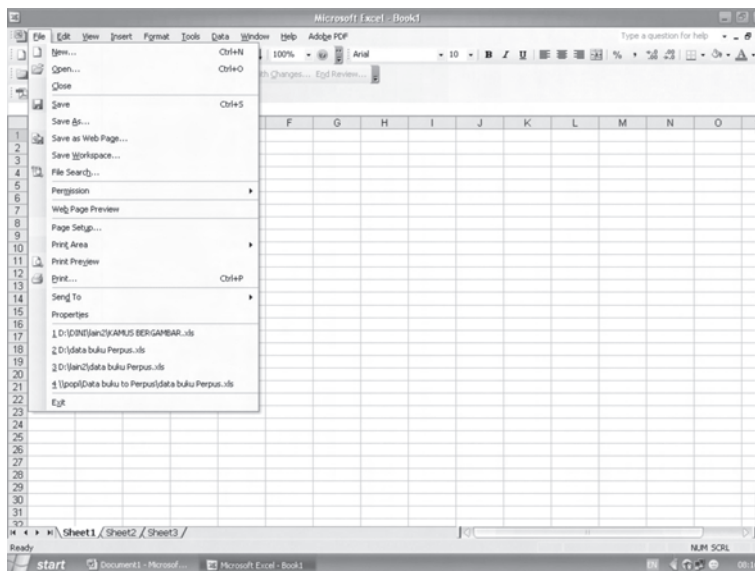 Microsoft Excel - Book1
File Edit View Insert Format Tools Data Window Help Adobe PDF Type a question for help
100% Arial 10 B I U % ,
th Changes... End Review...
New... Ctrl+N
Open... Ctrl+O
Close
Save Ctrl+S
Save As...
Save as Web Page...
Save Workspace...
File Search...
Permission
Web Page Preview
Page Setup...
Print Area
Print Preview
Print... Ctrl+P
Send To
Properties
1 D:\DINI\lain2\KAMUS BERGAMBAR.xls
2 D:\data buku Perpus.xls
3 D:\lain2\data buku Perpus.xls
4 \\popi\Data buku to Perpus\data buku Perpus.xls
Exit
F G H I J K L M N O
1
2
3
4
5
6
7
8
9
10
11
12
13
14
15
16
17
18
19
20
21
22
23
24
25
26
27
28
29
30
31
32
Sheet1 / Sheet2 / Sheet3 /
Ready NUM SCRL
start Document1 - Microsof... Microsoft Excel - Book1 EN